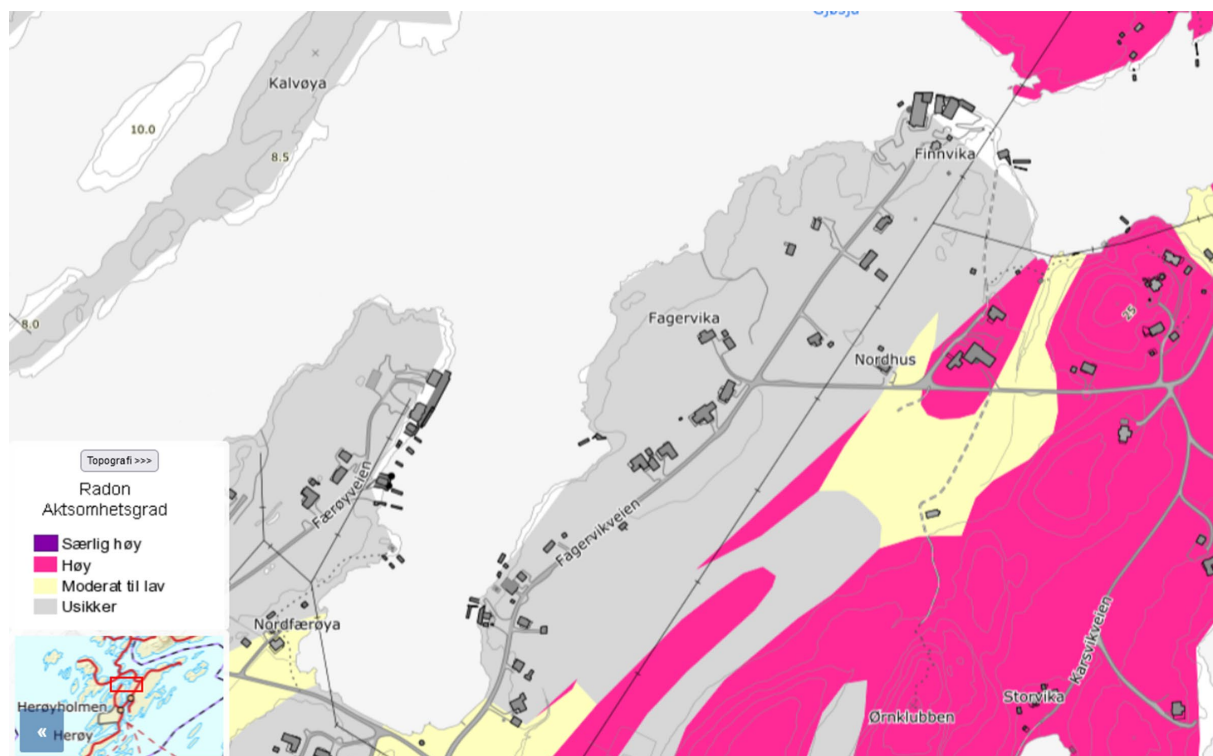 Gjøsja
Kalvøya
10.0
8.5
8.0
Finnvika
Fagervika
Nordhus
25
Færøyveien
Fagervikveien
Nordfærøya
Karsvikveien
Storvika
Ørnklubben
Topografi >>>
Radon
Aktsomhetsgrad
Særlig høy
Høy
Moderat til lav
Usikker
Herøyholmen
Herøy
«